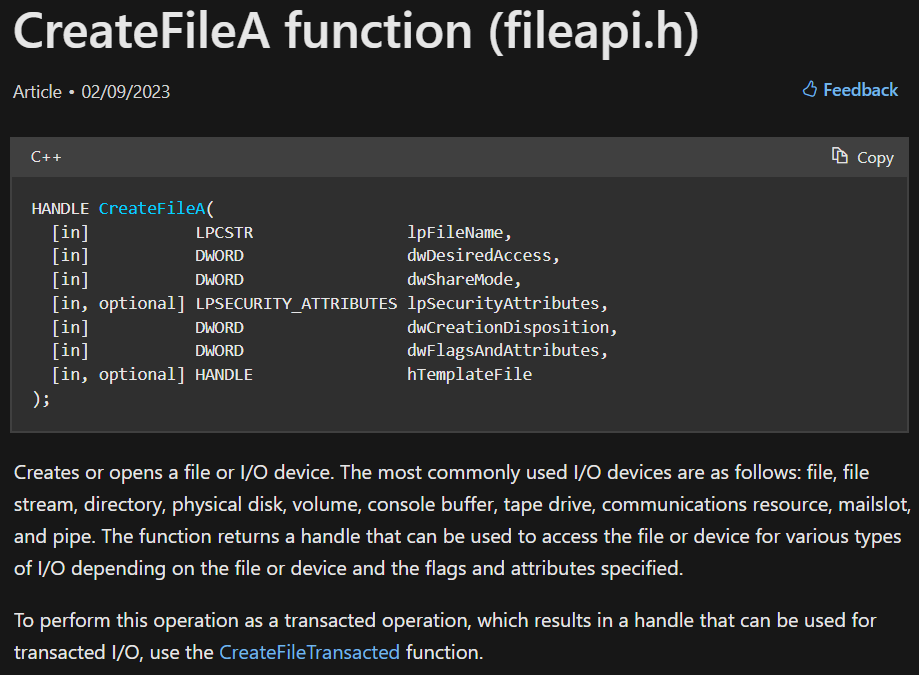 CreateFileA function (fileapi.h)
Article • 02/09/2023
Feedback
C++
Copy
HANDLE CreateFileA(
[in] LPCSTR lpFileName,
[in] DWORD dwDesiredAccess,
[in] DWORD dwShareMode,
[in, optional] LPSECURITY_ATTRIBUTES lpSecurityAttributes,
[in] DWORD dwCreationDisposition,
[in] DWORD dwFlagsAndAttributes,
[in, optional] HANDLE hTemplateFile
);
Creates or opens a file or I/O device. The most commonly used I/O devices are as follows: file, file
stream, directory, physical disk, volume, console buffer, tape drive, communications resource, mailslot,
and pipe. The function returns a handle that can be used to access the file or device for various types
of I/O depending on the file or device and the flags and attributes specified.
To perform this operation as a transacted operation, which results in a handle that can be used for
transacted I/O, use the CreateFileTransacted function.